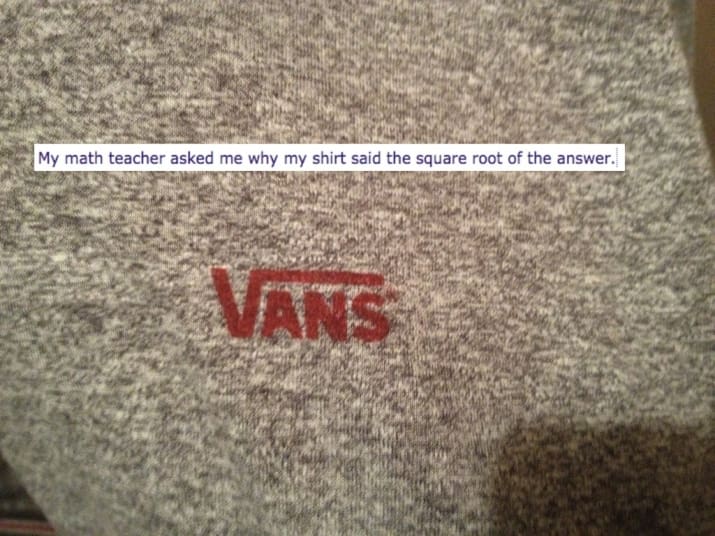 My math teacher asked me why my shirt said the square root of the answer.
VANS